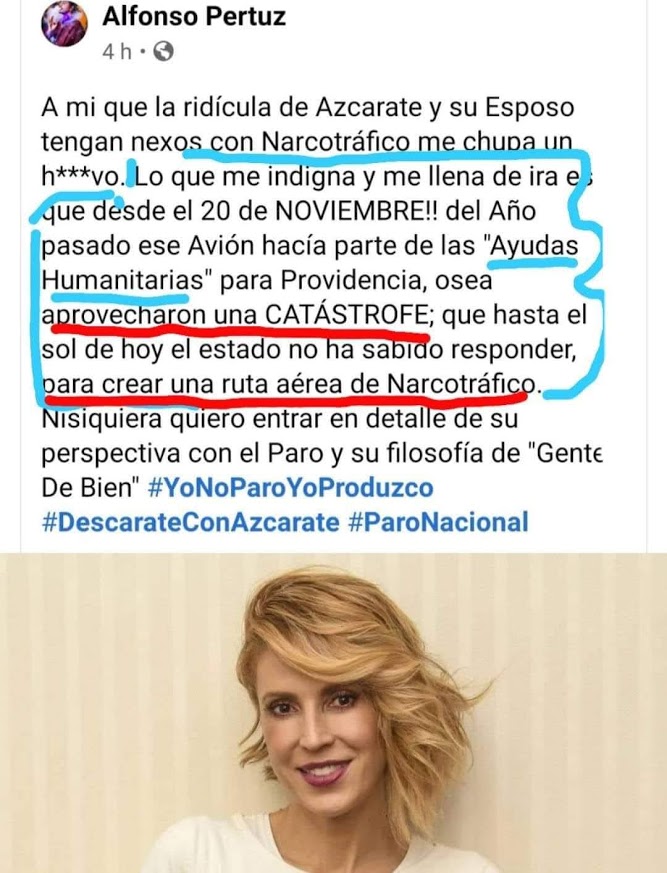 Alfonso Pertuz
4 h
A mi que la ridícula de Azcarate y su Esposo
tengan nexos con Narcotráfico me chupa un
h***vo. Lo que me indigna y me llena de ira es
que desde el 20 de NOVIEMBRE!! del Año
pasado ese Avión hacía parte de las "Ayudas
Humanitarias" para Providencia, osea
aprovecharon una CATÁSTROFE; que hasta el
sol de hoy el estado no ha sabido responder,
para crear una ruta aérea de Narcotráfico.
Nisiquiera quiero entrar en detalle de su
perspectiva con el Paro y su filosofía de "Gente
De Bien" #YoNoParoYoProduzco
#DescarateConAzcarate #ParoNacional